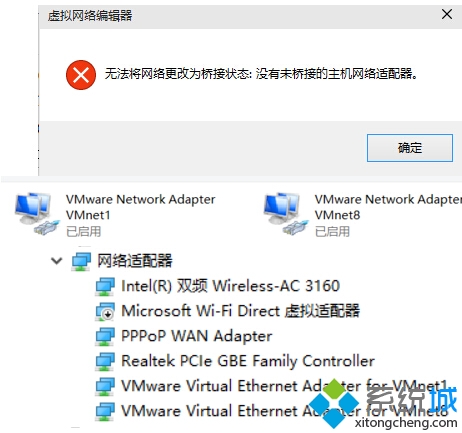 虚拟网络编辑器
无法将网络更改为桥接状态: 没有未桥接的主机网络适配器。
确定
VMware Network Adapter
VMnet1
已启用
VMware Network Adapter
VMnet8
已启用
网络适配器
Intel(R) 双频 Wireless-AC 3160
Microsoft Wi-Fi Direct 虚拟适配器
PPPoP WAN Adapter
Realtek PCIe GBE Family Controller
VMware Virtual Ethernet Adapter for VMnet1
VMware Virtual Ethernet Adapter for VMnet8
系统城
xitongcheng.com